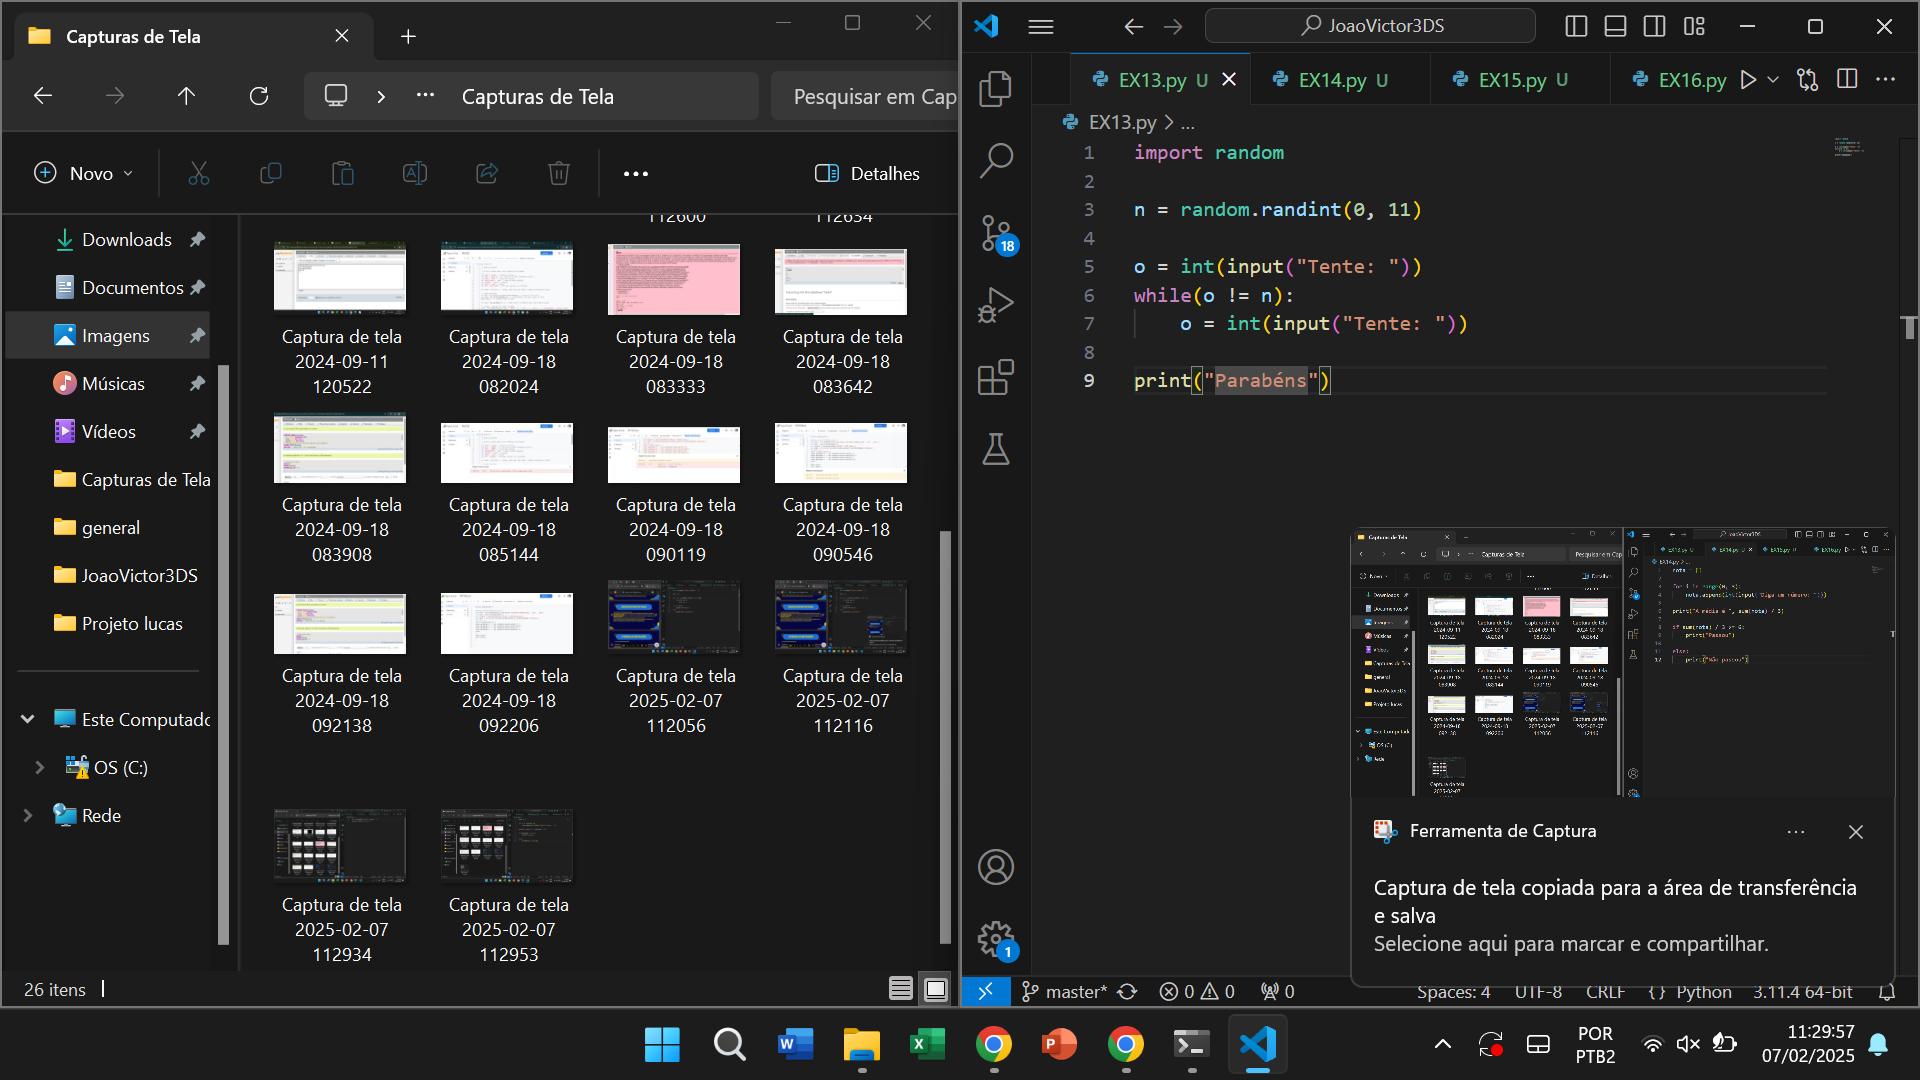 Capturas de Tela
Capturas de Tela
Pesquisar em Cap
Novo
Detalhes
Downloads
Documentos
Imagens
Músicas
Vídeos
Capturas de Tela
general
JoaoVictor3DS
Projeto lucas
Este Computado
OS (C:)
Rede
112600
112634
Captura de tela
2024-09-11
120522
Captura de tela
2024-09-18
082024
Captura de tela
2024-09-18
083333
Captura de tela
2024-09-18
083642
Captura de tela
2024-09-18
083908
Captura de tela
2024-09-18
085144
Captura de tela
2024-09-18
090119
Captura de tela
2024-09-18
090546
Captura de tela
2024-09-18
092138
Captura de tela
2024-09-18
092206
Captura de tela
2025-02-07
112056
Captura de tela
2025-02-07
112116
Captura de tela
2025-02-07
112934
Captura de tela
2025-02-07
112953
26 itens
JoaoVictor3DS
EX13.py U
EX14.py U
EX15.py U
EX16.py
EX13.py > ...
1 import random
2
3 n = random.randint(0, 11)
4
5 o = int(input("Tente: "))
6 while(o != n):
7 o = int(input("Tente: "))
8
9 print("Parabéns")
18
1
Ferramenta de Captura
Captura de tela copiada para a área de transferência
e salva
Selecione aqui para marcar e compartilhar.
master*
0
0
0
Spaces: 4
UTF-8
CRLF
{} Python
3.11.4 64-bit
POR
PTB2
11:29:57
07/02/2025